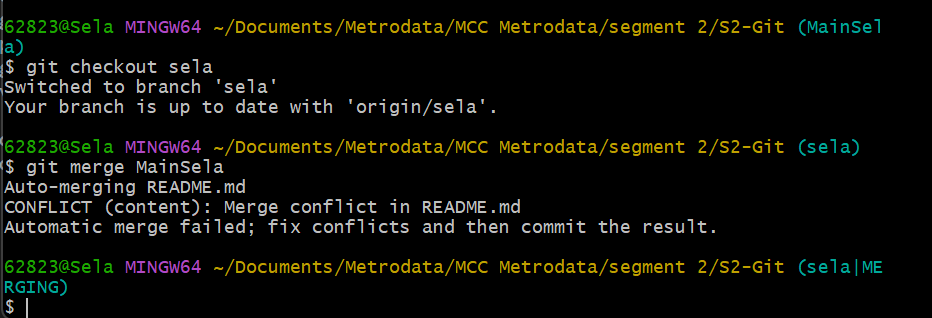 62823@Sela MINGW64 ~/Documents/Metrodata/MCC Metrodata/segment 2/S2-Git (MainSel
a)
$ git checkout sela
Switched to branch 'sela'
Your branch is up to date with 'origin/sela'.
62823@Sela MINGW64 ~/Documents/Metrodata/MCC Metrodata/segment 2/S2-Git (sela)
$ git merge MainSela
Auto-merging README.md
CONFLICT (content): Merge conflict in README.md
Automatic merge failed; fix conflicts and then commit the result.
62823@Sela MINGW64 ~/Documents/Metrodata/MCC Metrodata/segment 2/S2-Git (sela|ME
RGING)
$